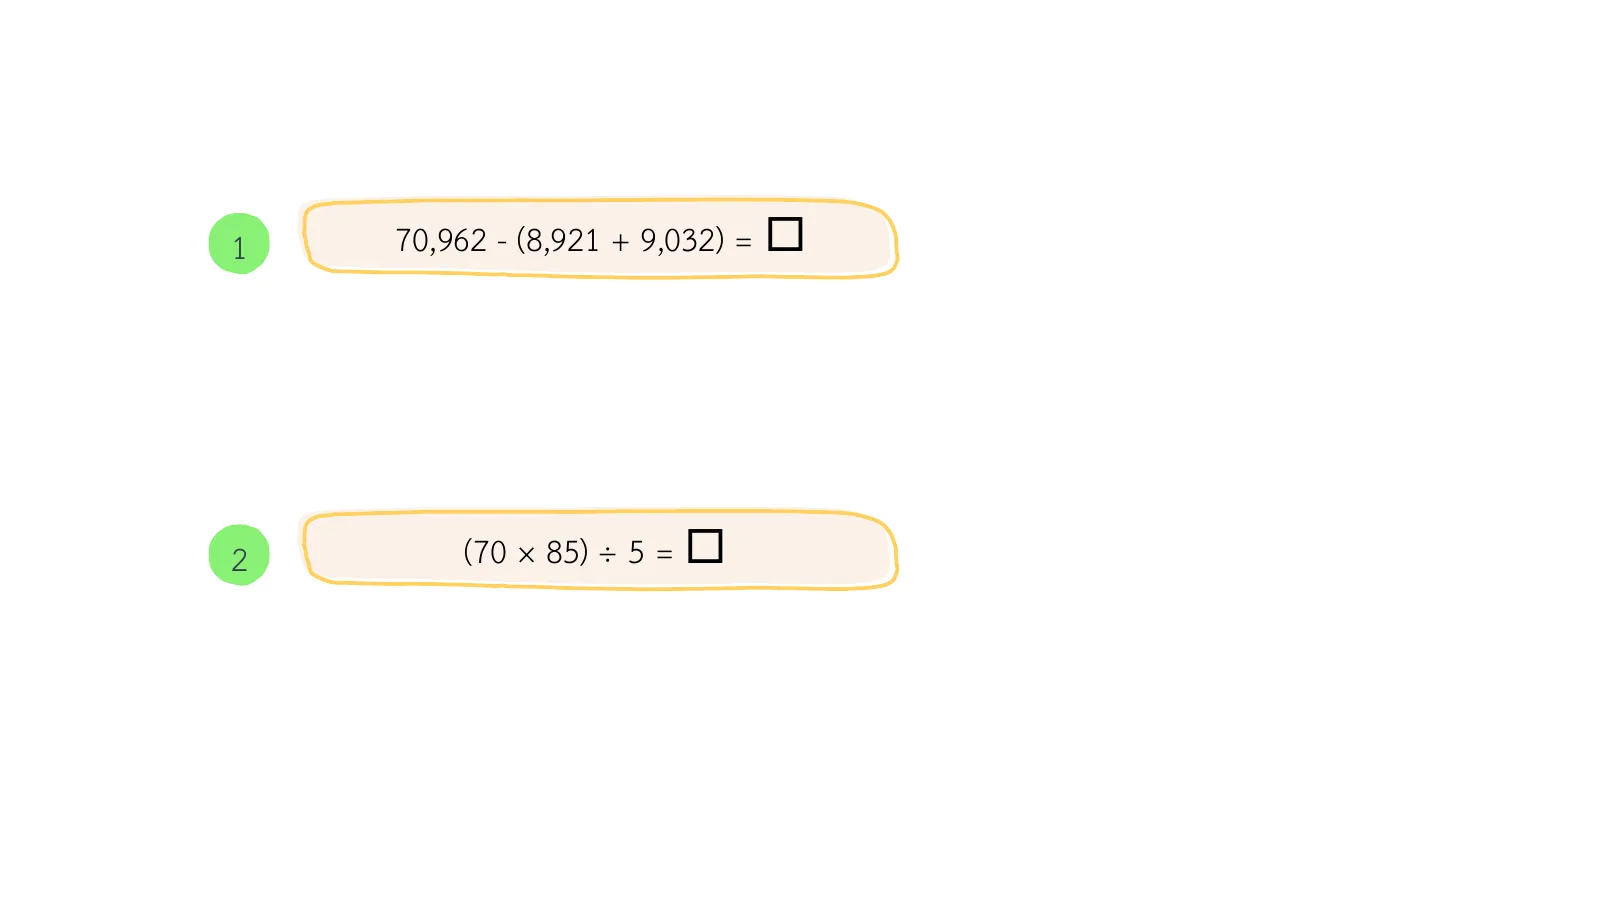 1
70,962 - (8,921 + 9,032) = □
2
(70 × 85) ÷ 5 = □